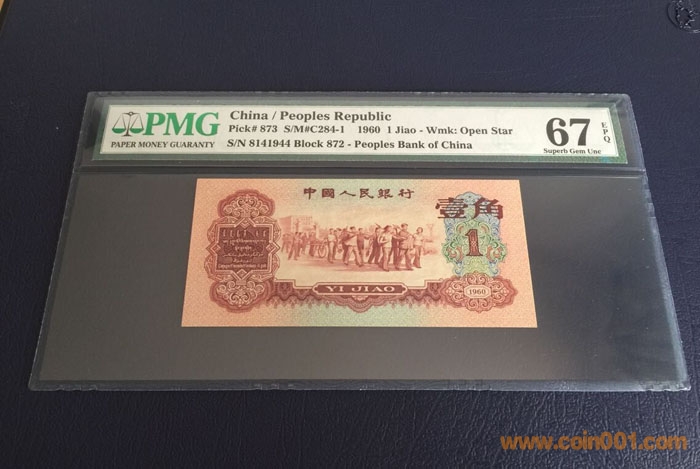 PMG
PAPER MONEY GUARANTY
China / Peoples Republic
Pick# 873 S/M#C284-1 1960 1 Jiao - Wmk: Open Star
S/N 8141944 Block 872 - Peoples Bank of China
67 EPQ
Superb Gem Unc
中國人民銀行
壹角
1
YI JIAO
1960
www.coin001.com